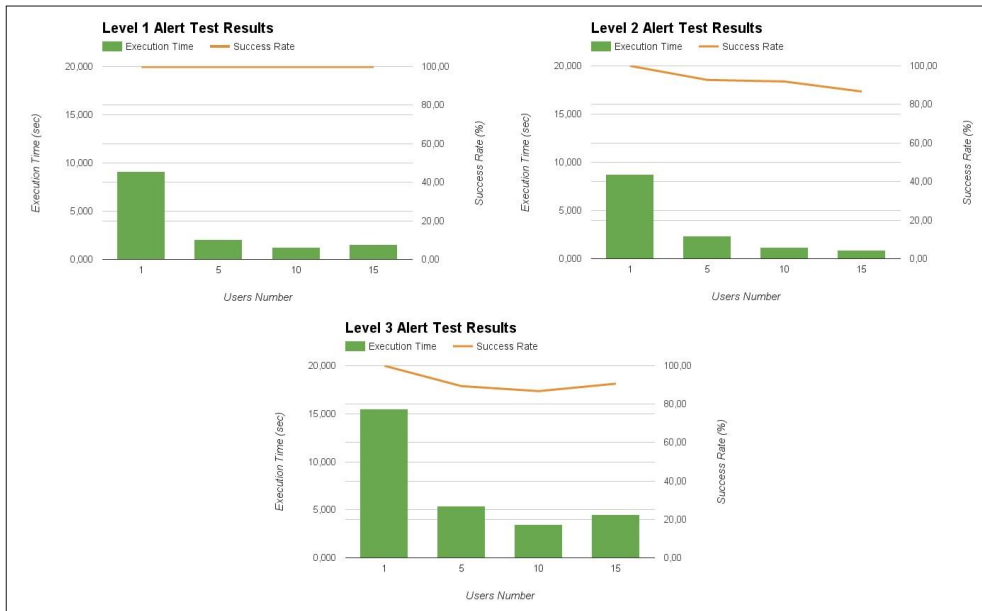 Level 1 Alert Test Results
Execution Time Success Rate
20,000
15,000
10,000
5,000
0,000
Execution Time (sec)
100,00
80,00
60,00
40,00
20,00
0,00
Success Rate (%)
1 5 10 15
Users Number
Level 2 Alert Test Results
Execution Time Success Rate
20,000
15,000
10,000
5,000
0,000
Execution Time (sec)
100,00
80,00
60,00
40,00
20,00
0,00
Success Rate (%)
1 5 10 15
Users Number
Level 3 Alert Test Results
Execution Time Success Rate
20,000
15,000
10,000
5,000
0,000
Execution Time (sec)
100,00
80,00
60,00
40,00
20,00
0,00
Success Rate (%)
1 5 10 15
Users Number